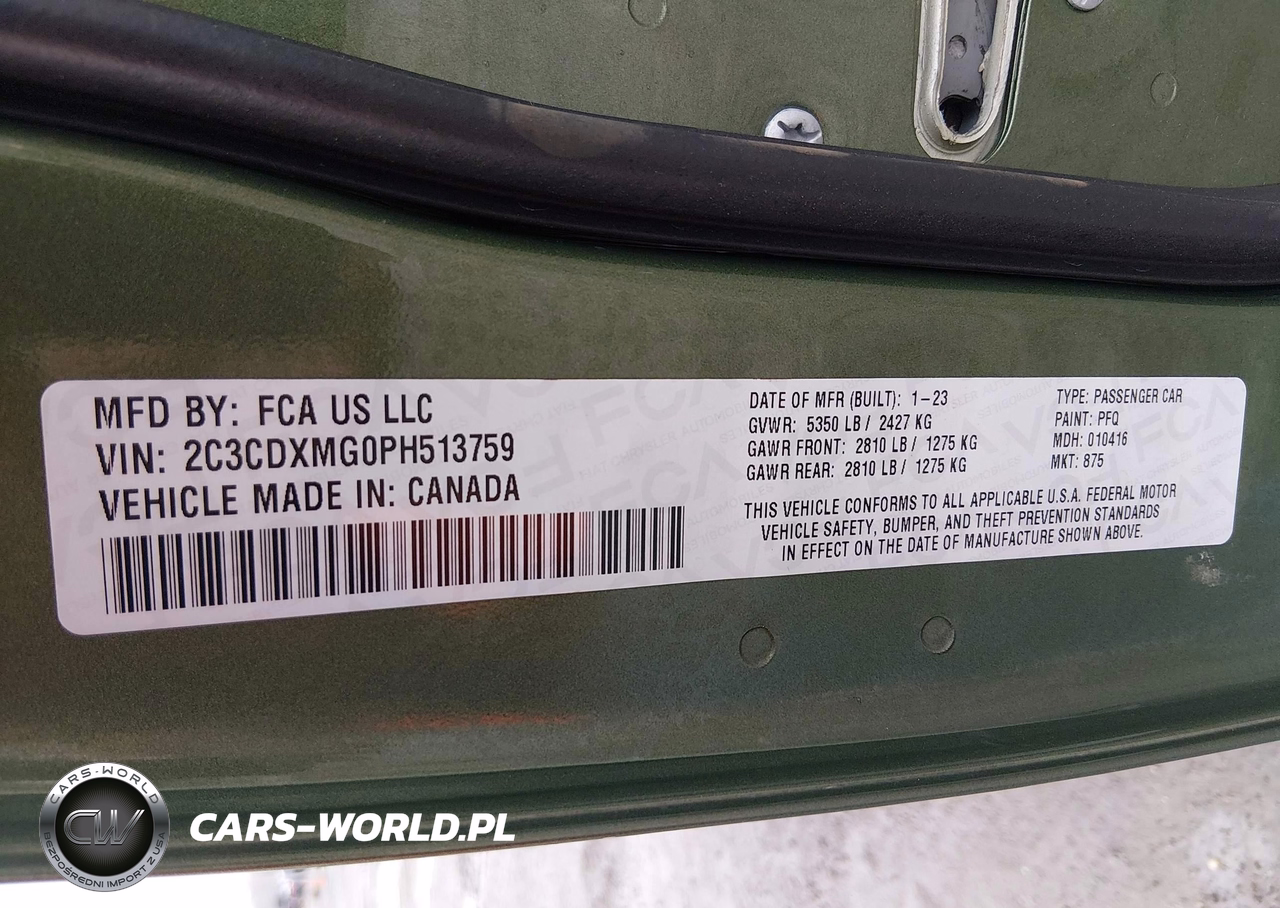 MFD BY: FCA US LLC
VIN: 2C3CDXMG0PH513759
VEHICLE MADE IN: CANADA
DATE OF MFR (BUILT): 1-23
GVWR: 5350 LB / 2427 KG
GAWR FRONT: 2810 LB / 1275 KG
GAWR REAR: 2810 LB / 1275 KG
TYPE: PASSENGER CAR
PAINT: PFQ
MDH: 010416
MKT: 875
THIS VEHICLE CONFORMS TO ALL APPLICABLE U.S.A. FEDERAL MOTOR
VEHICLE SAFETY, BUMPER, AND THEFT PREVENTION STANDARDS
IN EFFECT ON THE DATE OF MANUFACTURE SHOWN ABOVE.
CARS-WORLD
CW
BEZPOŚREDNI IMPORT Z USA
CARS-WORLD.PL